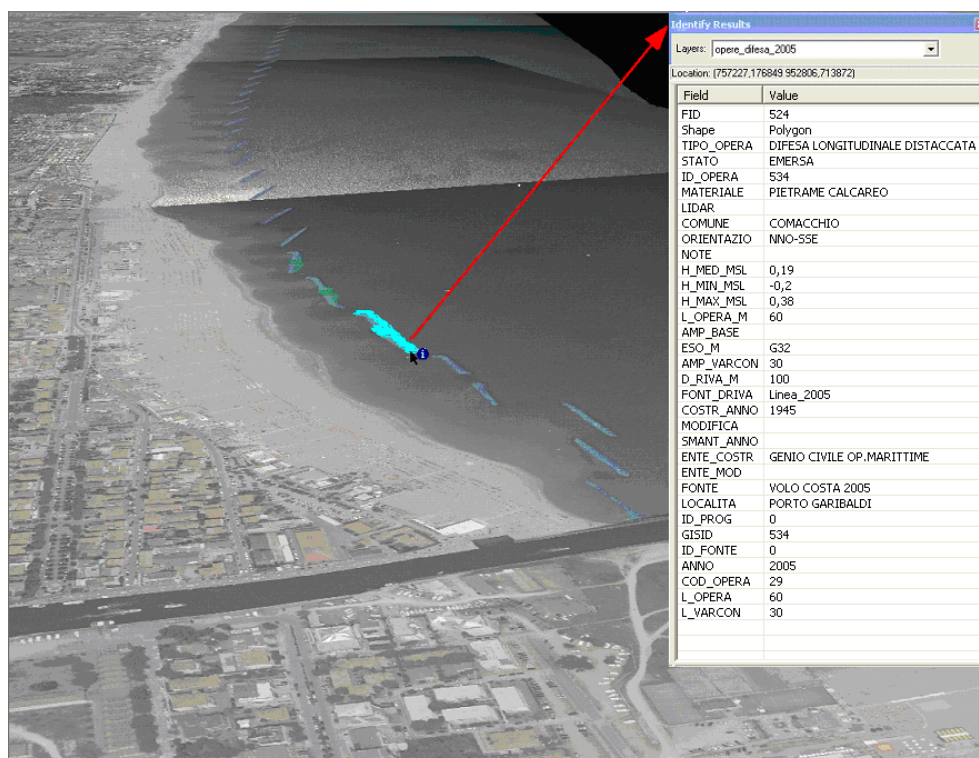 Identify Results
Layers: opere_difesa_2005
Location: (757227,176849 952806,713872)
Field Value
FID 524
Shape Polygon
TIPO_OPERA DIFESA LONGITUDINALE DISTACCATA
STATO EMERSA
ID_OPERA 534
MATERIALE PIETRAME CALCAREO
LIDAR
COMUNE COMACCHIO
ORIENTAZIO NNO-SSE
NOTE
H_MED_MSL 0,19
H_MIN_MSL -0,2
H_MAX_MSL 0,38
L_OPERA_M 60
AMP_BASE
ESO_M G32
AMP_VARCON 30
D_RIVA_M 100
FONT_DRIVA Linea_2005
COSTR_ANNO 1945
MODIFICA
SMANT_ANNO
ENTE_COSTR GENIO CIVILE OP.MARITTIME
ENTE_MOD
FONTE VOLO COSTA 2005
LOCALITA PORTO GARIBALDI
ID_PROG 0
GISID 534
ID_FONTE 0
ANNO 2005
COD_OPERA 29
L_OPERA 60
L_VARCON 30